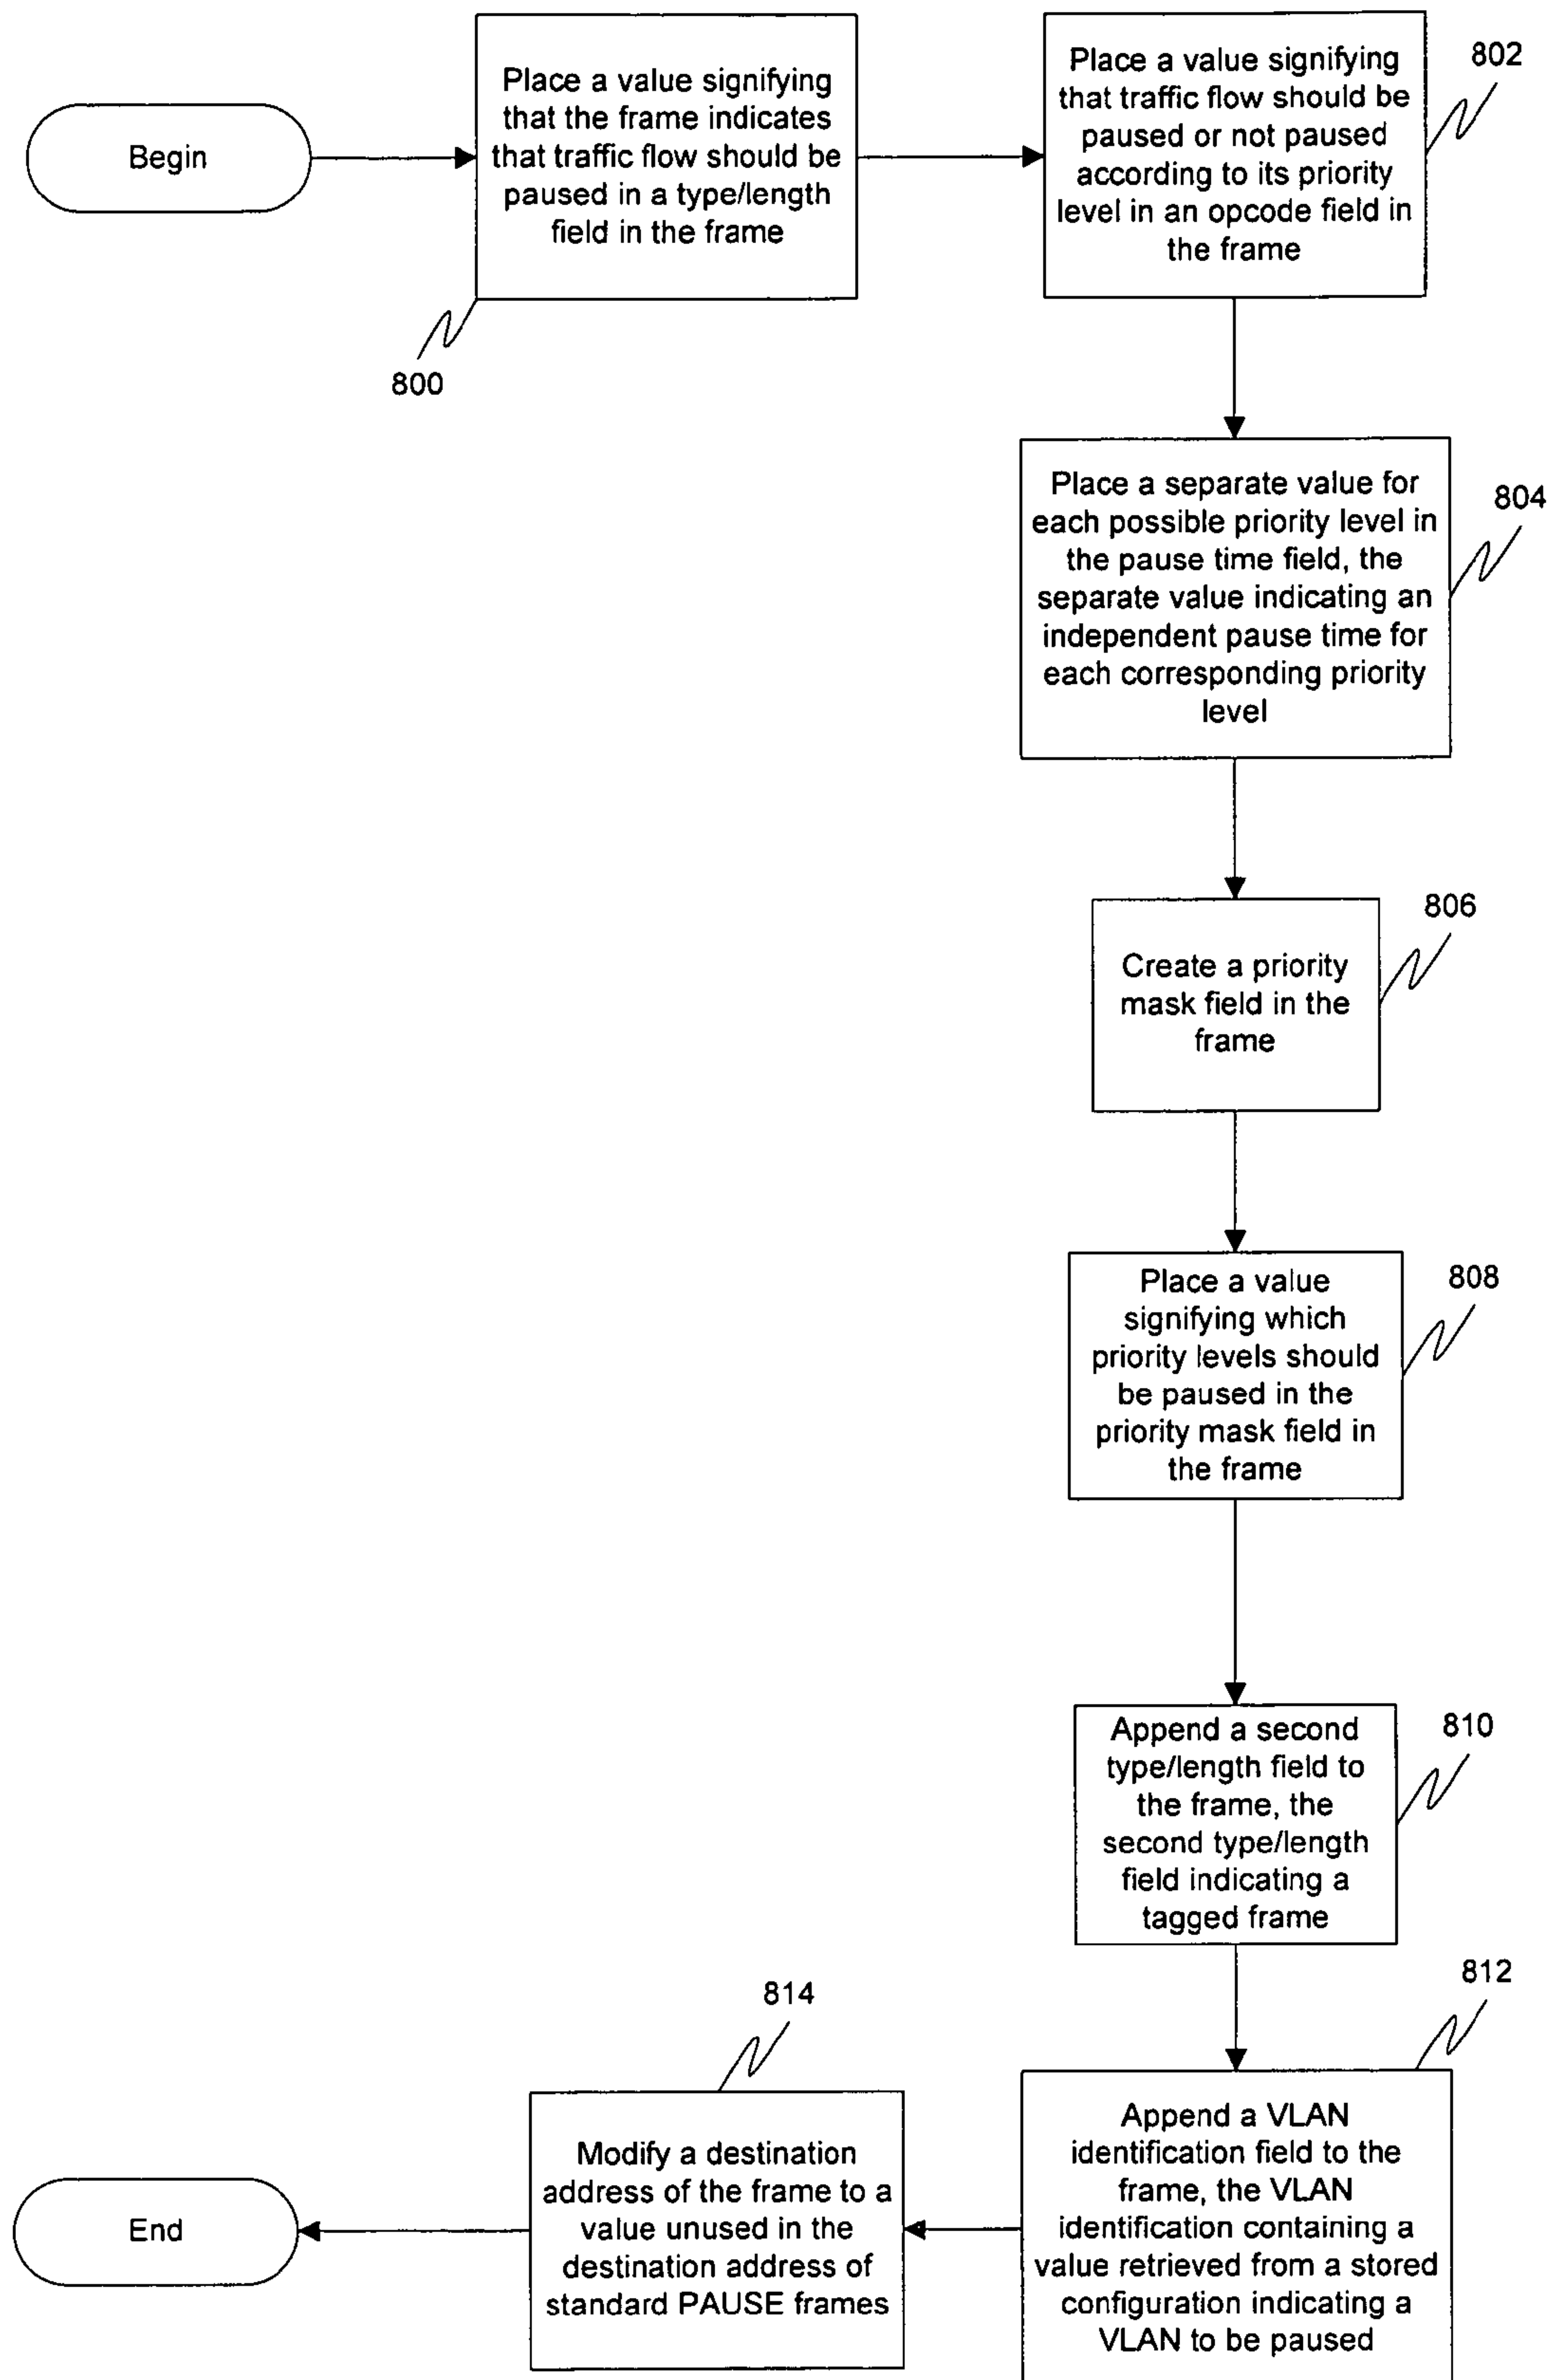 Begin
Place a value signifying
that the frame indicates
that traffic flow should be
paused in a type/length
field in the frame
800
Place a value signifying
that traffic flow should be
paused or not paused
according to its priority
level in an opcode field in
the frame
802
Place a separate value for
each possible priority level in
the pause time field, the
separate value indicating an
independent pause time for
each corresponding priority
level
804
Create a priority
mask field in the
frame
806
Place a value
signifying which
priority levels should
be paused in the
priority mask field in
the frame
808
Append a second
type/length field to
the frame, the
second type/length
field indicating a
tagged frame
810
Append a VLAN
identification field to the
frame, the VLAN
identification containing a
value retrieved from a stored
configuration indicating a
VLAN to be paused
812
Modify a destination
address of the frame to a
value unused in the
destination address of
standard PAUSE frames
814
End